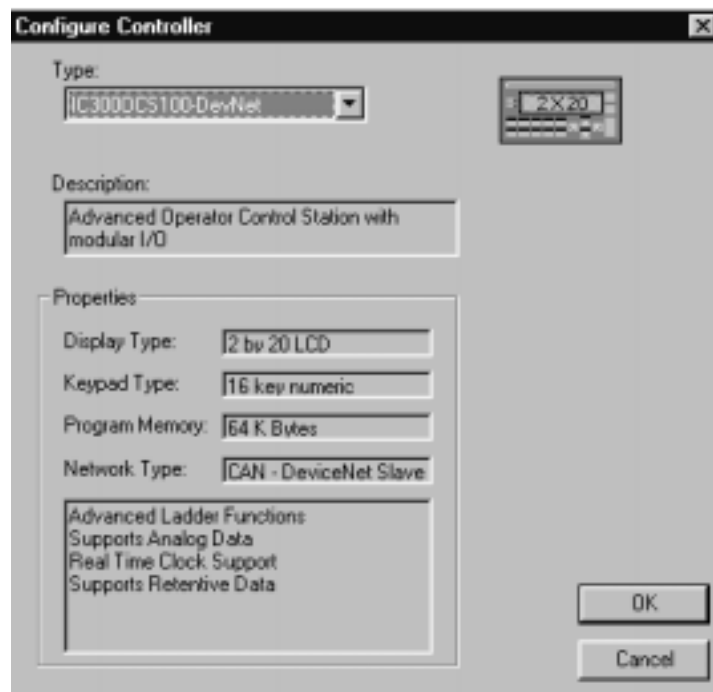 Configure Controller
Type:
IC300OCS100-DevNet
2X20
Description:
Advanced Operator Control Station with
modular I/O
Properties
Display Type:
2 by 20 LCD
Keypad Type:
16 key numeric
Program Memory:
64 K Bytes
Network Type:
CAN - DeviceNet Slave
Advanced Ladder Functions
Supports Analog Data
Real Time Clock Support
Supports Retentive Data
OK
Cancel